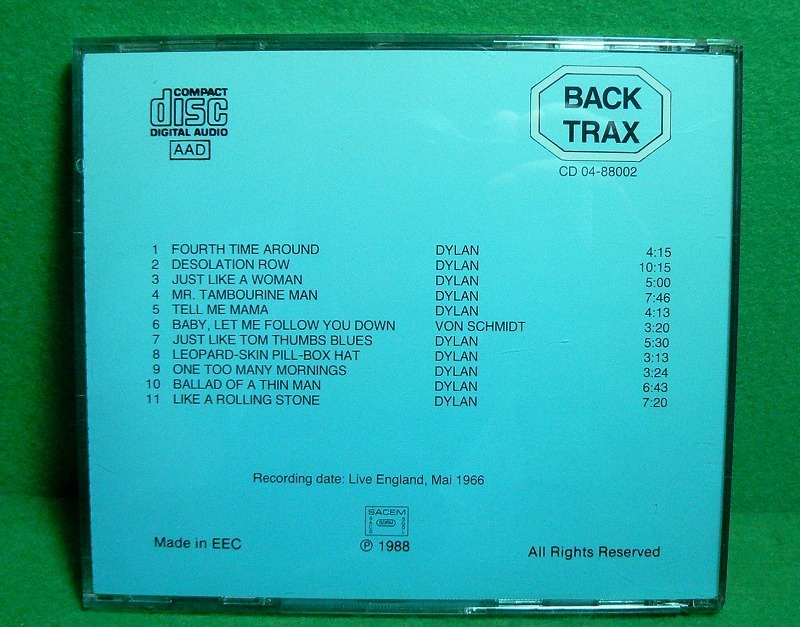 COMPACT
disc
DIGITAL AUDIO
AAD
BACK
TRAX
CD 04-88002
1 FOURTH TIME AROUND DYLAN 4:15
2 DESOLATION ROW DYLAN 10:15
3 JUST LIKE A WOMAN DYLAN 5:00
4 MR. TAMBOURINE MAN DYLAN 7:46
5 TELL ME MAMA DYLAN 4:13
6 BABY, LET ME FOLLOW YOU DOWN VON SCHMIDT 3:20
7 JUST LIKE TOM THUMBS BLUES DYLAN 5:30
8 LEOPARD-SKIN PILL-BOX HAT DYLAN 3:13
9 ONE TOO MANY MORNINGS DYLAN 3:24
10 BALLAD OF A THIN MAN DYLAN 6:43
11 LIKE A ROLLING STONE DYLAN 7:20
Recording date: Live England, Mai 1966
SACEM
SDRM
Made in EEC
℗ 1988
All Rights Reserved